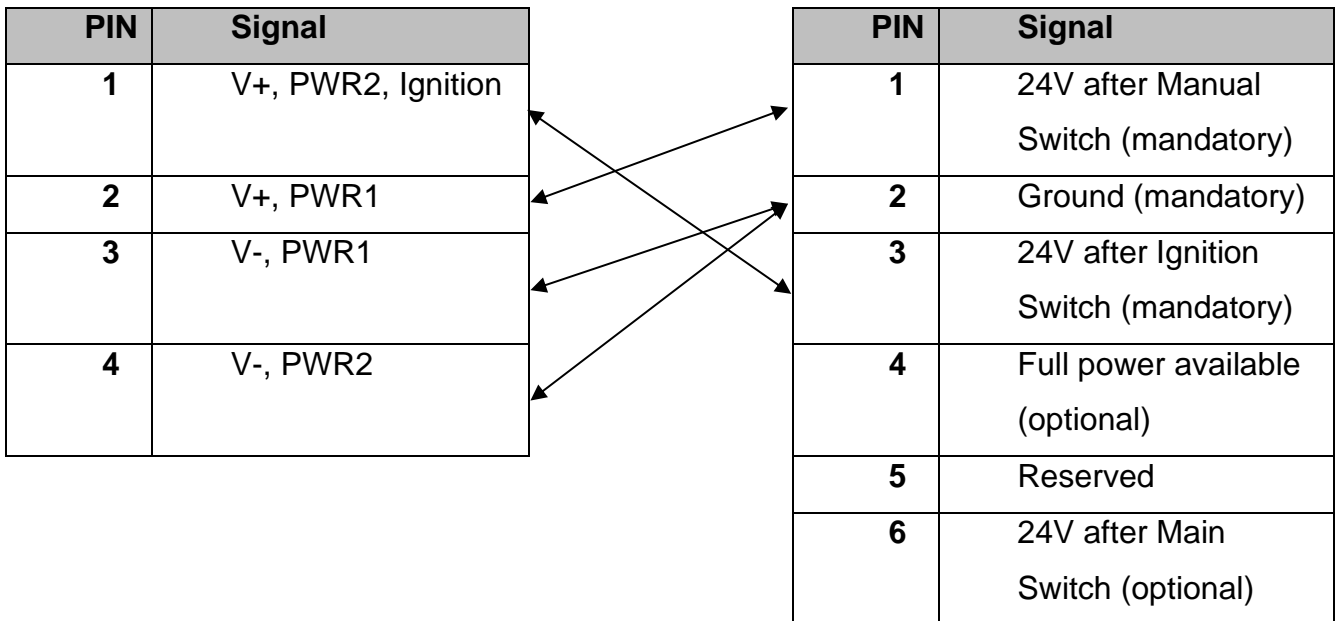 PIN Signal
1 V+, PWR2, Ignition
2 V+, PWR1
3 V-, PWR1
4 V-, PWR2
PIN Signal
1 24V after Manual
Switch (mandatory)
2 Ground (mandatory)
3 24V after Ignition
Switch (mandatory)
4 Full power available
(optional)
5 Reserved
6 24V after Main
Switch (optional)